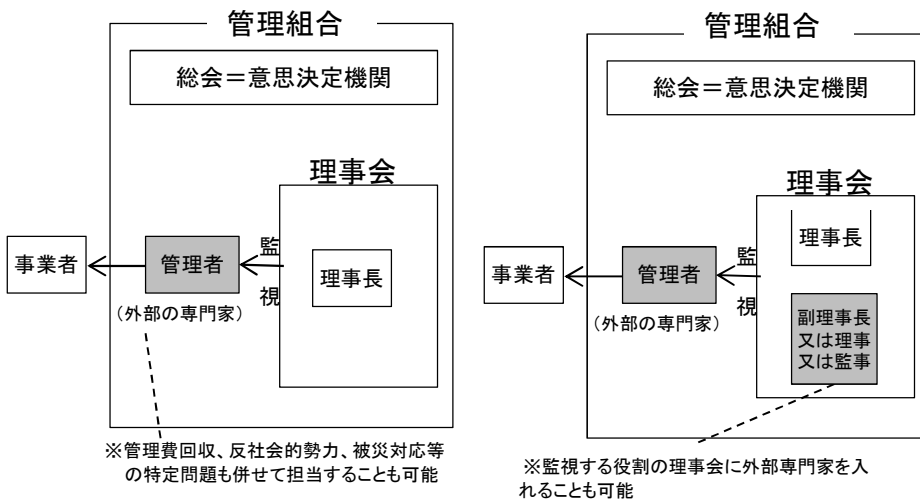 管理組合
総会＝意思決定機関
理事会
監
視
事業者
管理者
理事長
（外部の専門家）
※管理費回収、反社会的勢力、被災対応等
の特定問題も併せて担当することも可能
管理組合
総会＝意思決定機関
理事会
理事長
監
視
事業者
管理者
（外部の専門家）
副理事長
又は理事
又は監事
※監視する役割の理事会に外部専門家を入
れることも可能